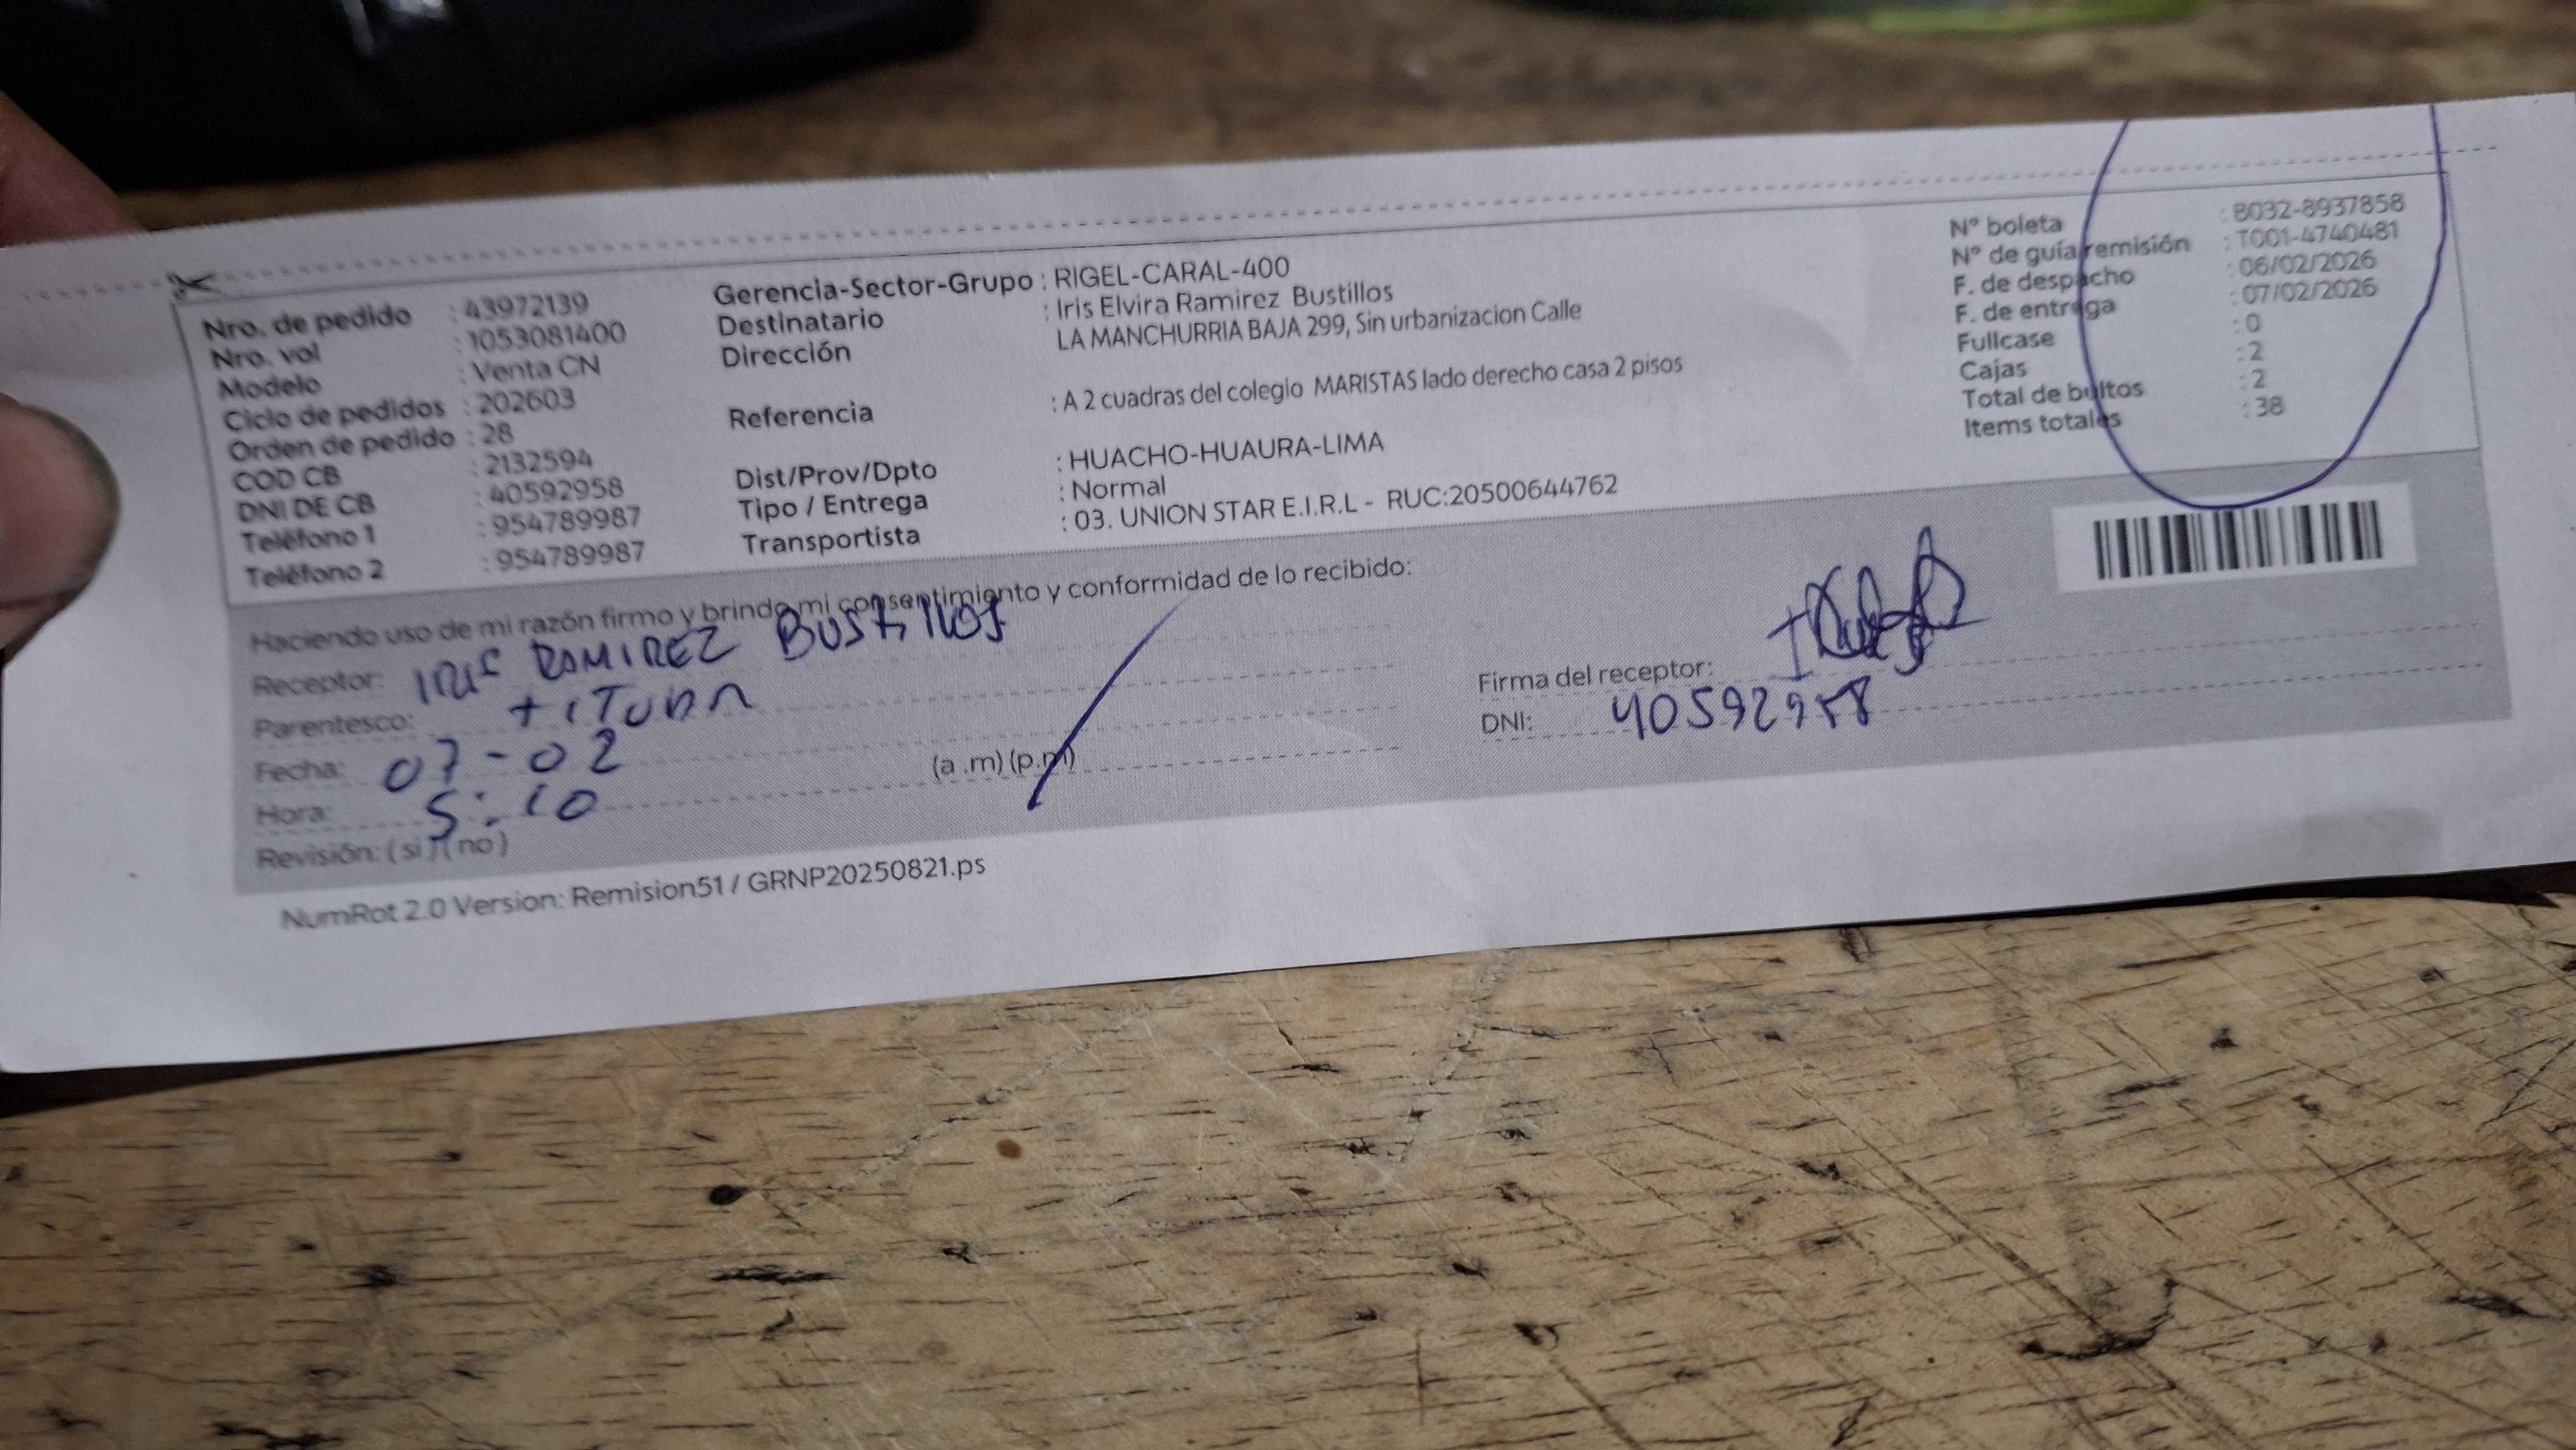 Nro. de pedido : 43972139
Nro. vol : 1053081400
Modelo : Venta CN
Ciclo de pedidos : 202603
Orden de pedido : 28
COD CB : 2132594
DNI DE CB : 40592958
Teléfono 1 : 954789987
Teléfono 2 : 954789987
Gerencia-Sector-Grupo : RIGEL-CARAL-400
Destinatario : Iris Elvira Ramirez Bustillos
Dirección LA MANCHURRIA BAJA 299, Sin urbanizacion Calle
Referencia : A 2 cuadras del colegio MARISTAS lado derecho casa 2 pisos
Dist/Prov/Dpto : HUACHO-HUAURA-LIMA
Tipo / Entrega : Normal
Transportista : 03. UNION STAR E.I.R.L - RUC:20500644762
N° boleta : B032-8937858
N° de guía remisión : T001-4740481
F. de despacho : 06/02/2026
F. de entrega : 07/02/2026
Fullcase : 0
Cajas : 2
Total de bultos : 2
Items totales : 38
Haciendo uso de mi razón firmo y brindo mi consentimiento y conformidad de lo recibido:
Receptor: IRIS RAMIREZ BUSTILLOS
Parentesco: tITULAR
Fecha: 07-02
Hora: 5:10 (a .m) (p.m)
Revisión: ( si ) ( no )
Firma del receptor:
DNI: 40592958
NumRot 2.0 Version: Remision51 / GRNP20250821.ps